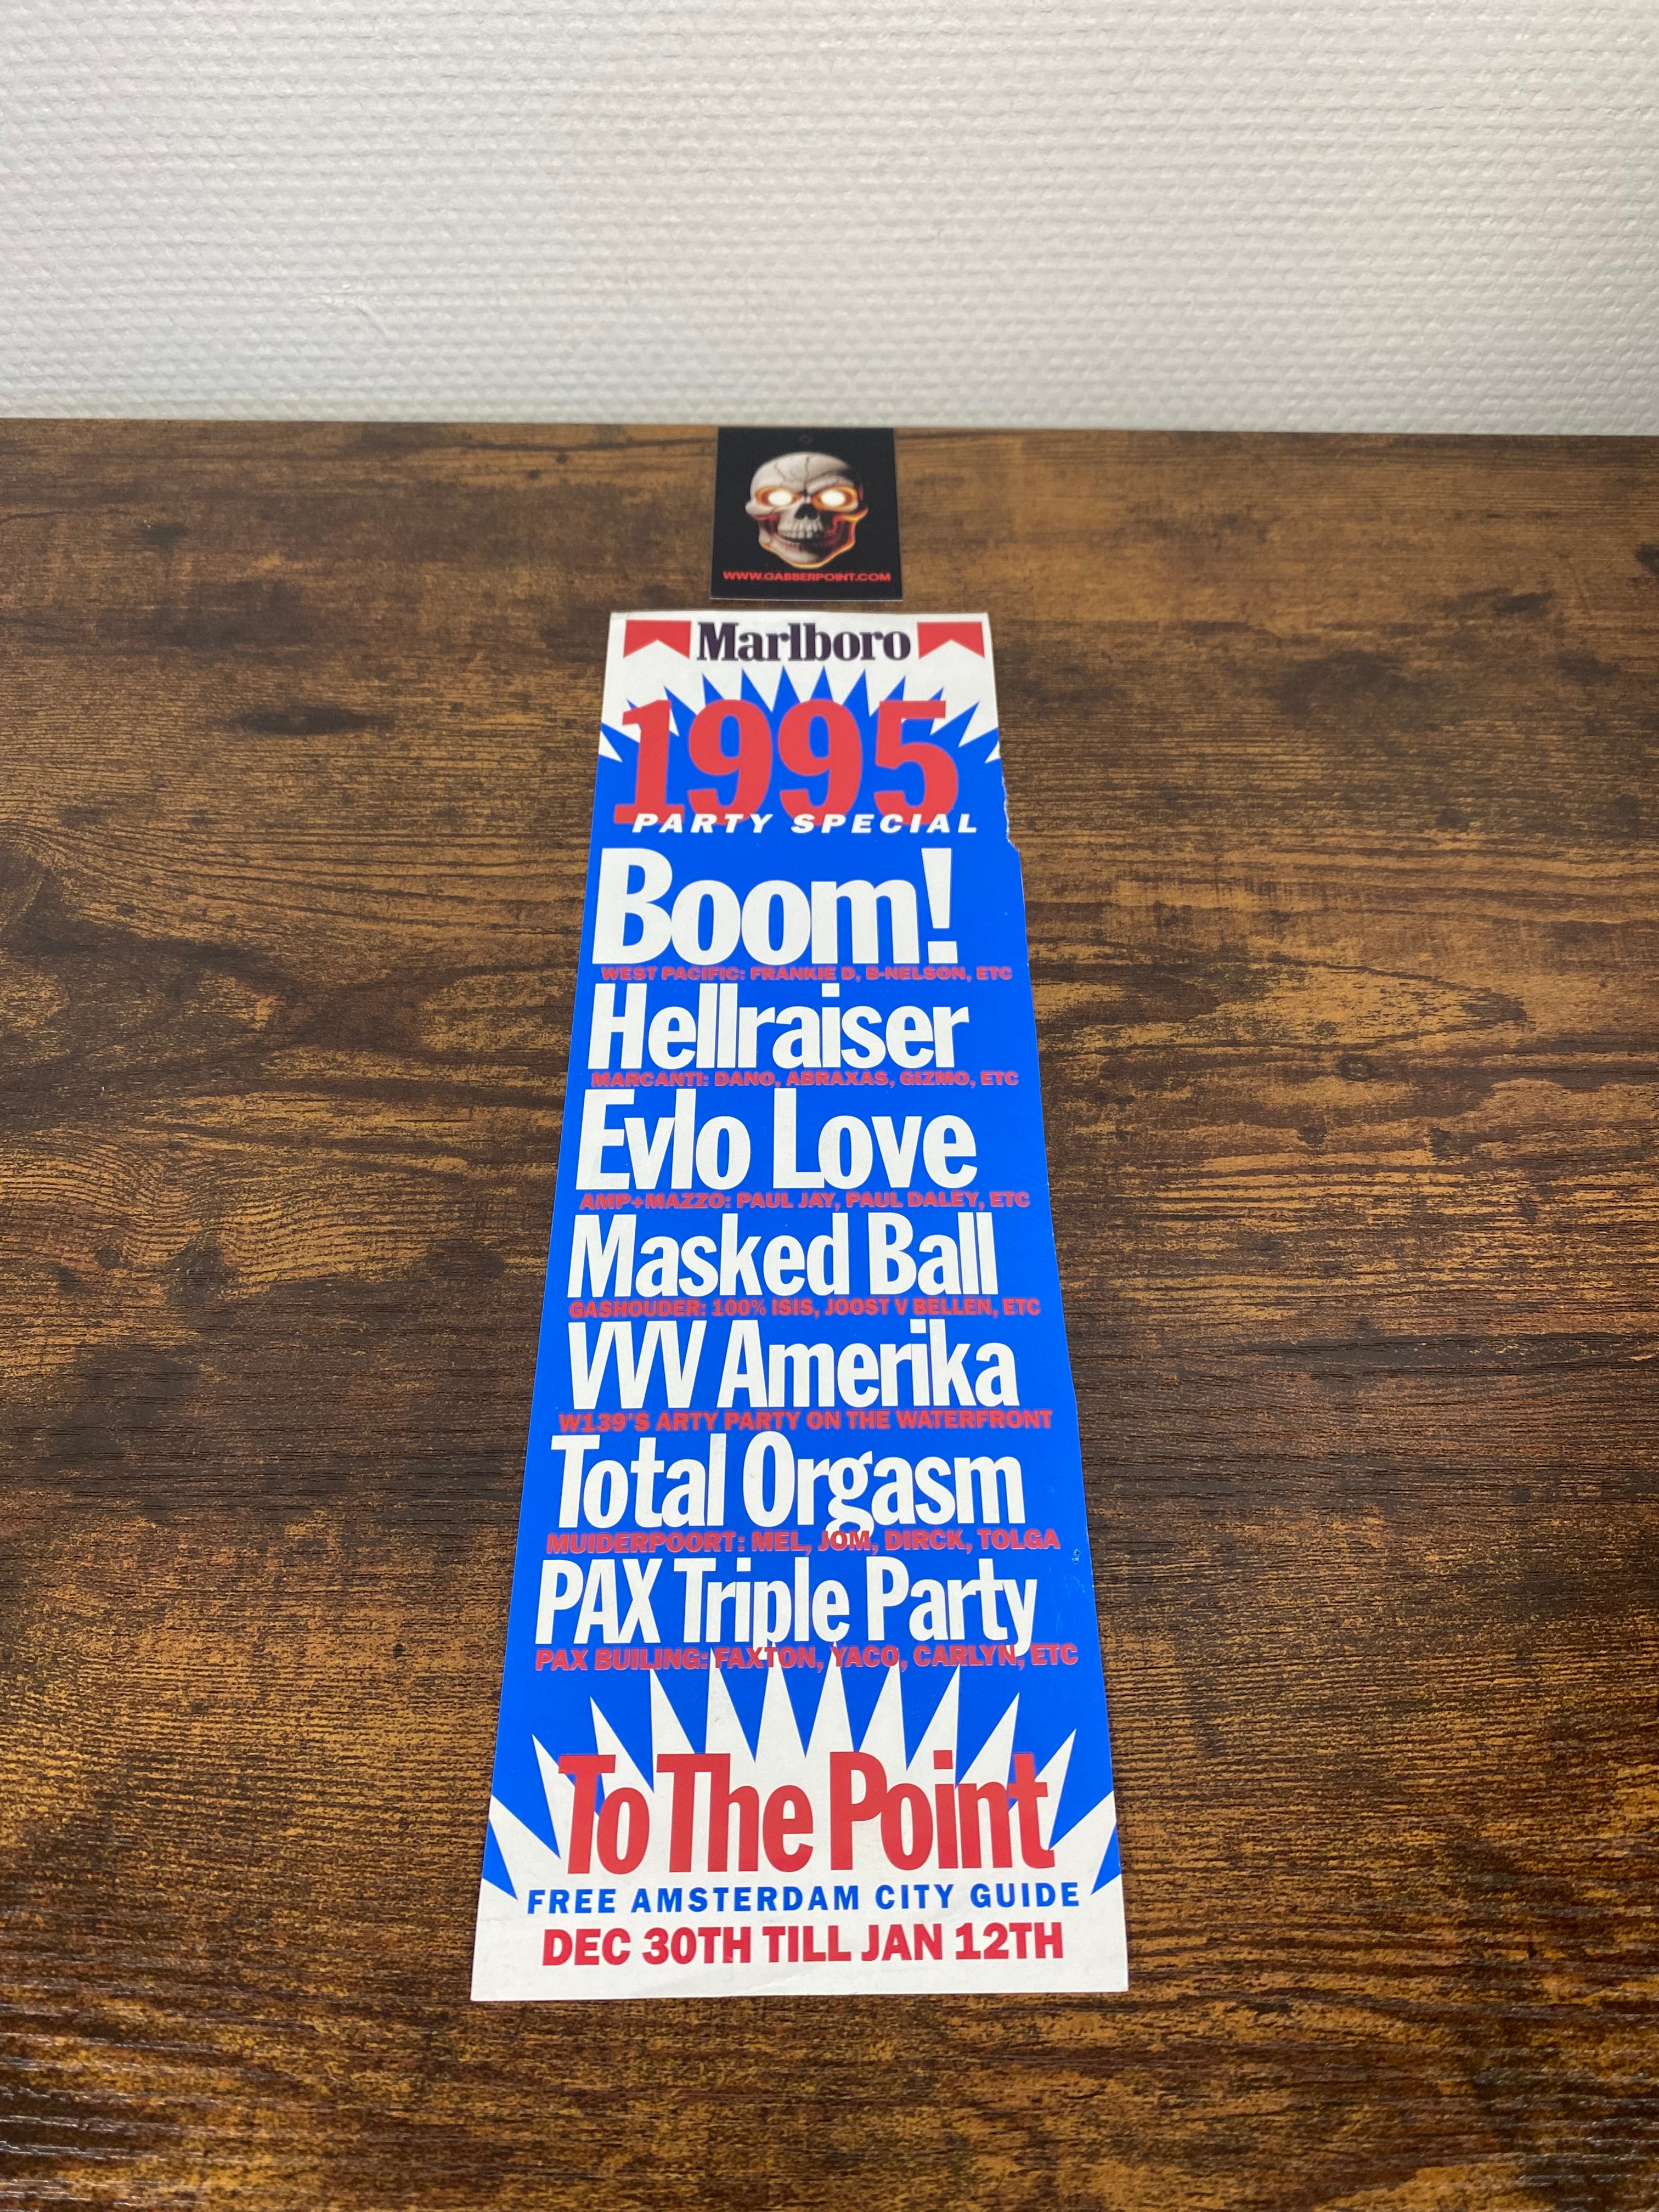 WWW.GABBERPOINT.COM
Marlboro
1995
PARTY SPECIAL
Boom!
WEST PACIFIC: FRANKIE D, B-NELSON, ETC
Hellraiser
MARCANTI: DANO, ABRAXAS, GIZMO, ETC
Evlo Love
AMP+MAZZO: PAUL JAY, PAUL DALEY, ETC
Masked Ball
GASHOUDER: 100% ISIS, JOOST V BELLEN, ETC
VVV Amerika
W139'S ARTY PARTY ON THE WATERFRONT
Total Orgasm
MUIDERPOORT: MEL, JOM, DIRCK, TOLGA
PAX Triple Party
PAX BUILING: FAXTON, YACO, CARLYN, ETC
To The Point
FREE AMSTERDAM CITY GUIDE
DEC 30TH TILL JAN 12TH